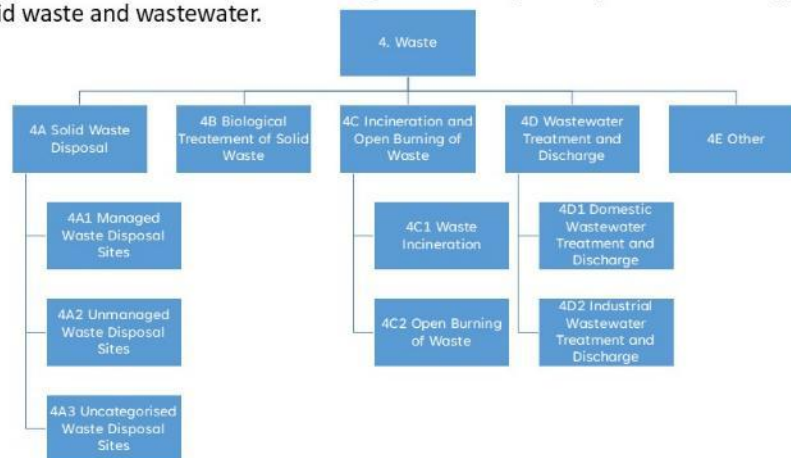 id waste and wastewater.
4. Waste
4A Solid Waste
Disposal
4B Biological
Treatement of Solid
Waste
4C Incineration and
Open Burning of
Waste
4D Wastewater
Treatment and
Discharge
4E Other
4A1 Managed
Waste Disposal
Sites
4C1 Waste
Incineration
4D1 Domestic
Wastewater
Treatment and
Discharge
4A2 Unmanaged
Waste Disposal
Sites
4C2 Open Burning
of Waste
4D2 Industrial
Wastewater
Treatment and
Discharge
4A3 Uncategorised
Waste Disposal
Sites